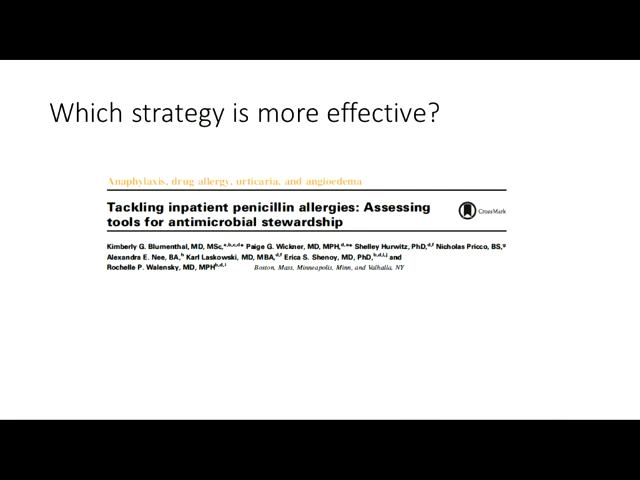 Which strategy is more effective?
Anaphylaxis, drug allergy, urticaria, and angioedema
Tackling inpatient penicillin allergies: Assessing
tools for antimicrobial stewardship
CrossMark
Kimberly G. Blumenthal, MD, MSc,a,b,c,d* Paige G. Wickner, MD, MPH,d,e* Shelley Hurwitz, PhD,d,f Nicholas Pricco, BS,g
Alexandra E. Nee, BA,h Karl Laskowski, MD, MBA,d,f Erica S. Shenoy, MD, PhD,b,d,i,j and
Rochelle P. Walensky, MD, MPHb,d,i Boston, Mass, Minneapolis, Minn, and Valhalla, NY